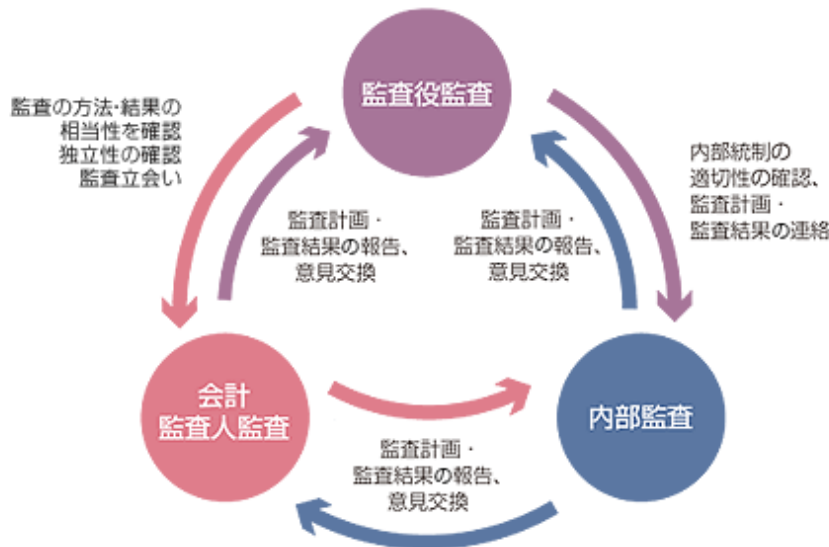 監査役監査
監査の方法・結果の
相当性を確認
独立性の確認
監査立会い
内部統制の
適切性の確認、
監査計画・
監査結果の連絡
監査計画・
監査結果の報告、
意見交換
監査計画・
監査結果の報告、
意見交換
会計
監査人監査
内部監査
監査計画・
監査結果の報告、
意見交換